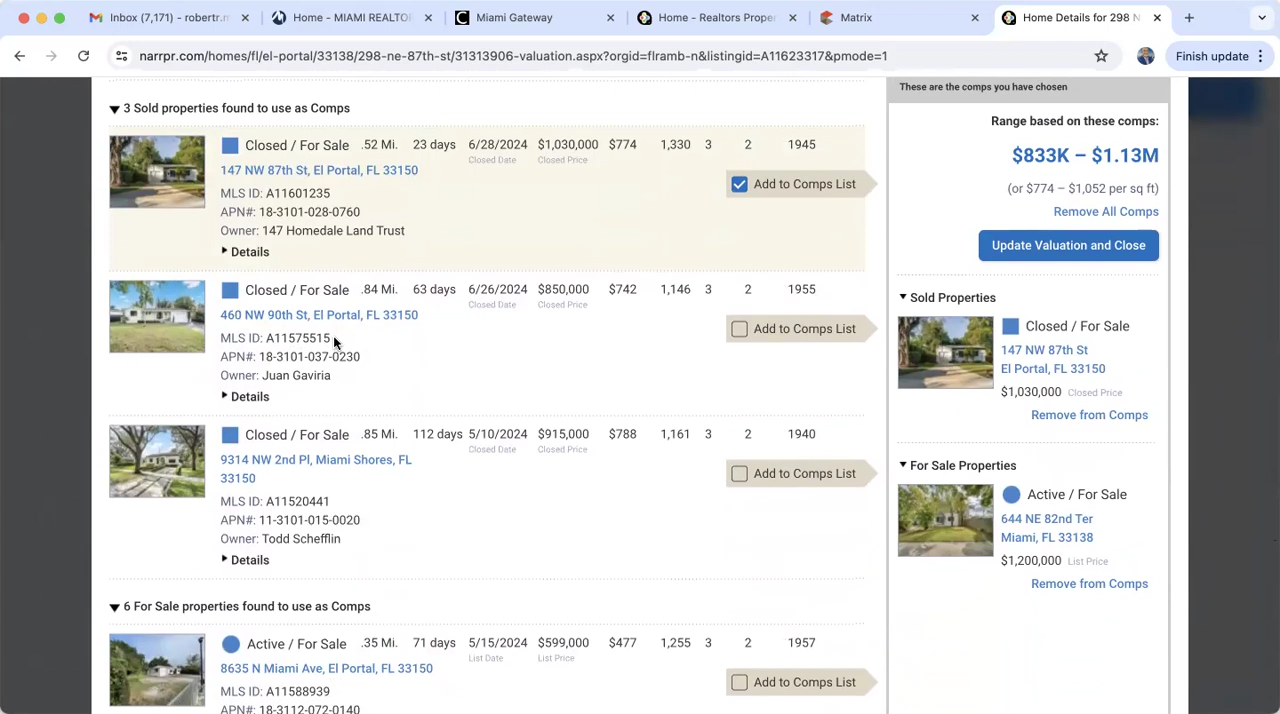 Inbox (7,171) - robertr.m
Home - MIAMI REALTO
Miami Gateway
Home - Realtors Proper
Matrix
Home Details for 298 N
narrpr.com/homes/fl/el-portal/33138/298-ne-87th-st/31313906-valuation.aspx?orgid=flramb-n&listingid=A11623317&pmode=1
Finish update
3 Sold properties found to use as Comps
Closed / For Sale .52 Mi. 23 days 6/28/2024 $1,030,000 $774 1,330 3 2 1945
Closed Date Closed Price
147 NW 87th St, El Portal, FL 33150
Add to Comps List
MLS ID: A11601235
APN#: 18-3101-028-0760
Owner: 147 Homedale Land Trust
Details
Closed / For Sale .84 Mi. 63 days 6/26/2024 $850,000 $742 1,146 3 2 1955
Closed Date Closed Price
460 NW 90th St, El Portal, FL 33150
Add to Comps List
MLS ID: A11575515
APN#: 18-3101-037-0230
Owner: Juan Gaviria
Details
Closed / For Sale .85 Mi. 112 days 5/10/2024 $915,000 $788 1,161 3 2 1940
Closed Date Closed Price
9314 NW 2nd Pl, Miami Shores, FL
33150
Add to Comps List
MLS ID: A11520441
APN#: 11-3101-015-0020
Owner: Todd Schefflin
Details
6 For Sale properties found to use as Comps
Active / For Sale .35 Mi. 71 days 5/15/2024 $599,000 $477 1,255 3 2 1957
List Date List Price
8635 N Miami Ave, El Portal, FL 33150
Add to Comps List
MLS ID: A11588939
APN#: 18-3112-072-0140
These are the comps you have chosen
Range based on these comps:
$833K – $1.13M
(or $774 – $1,052 per sq ft)
Remove All Comps
Update Valuation and Close
Sold Properties
Closed / For Sale
147 NW 87th St
El Portal, FL 33150
$1,030,000 Closed Price
Remove from Comps
For Sale Properties
Active / For Sale
644 NE 82nd Ter
Miami, FL 33138
$1,200,000 List Price
Remove from Comps